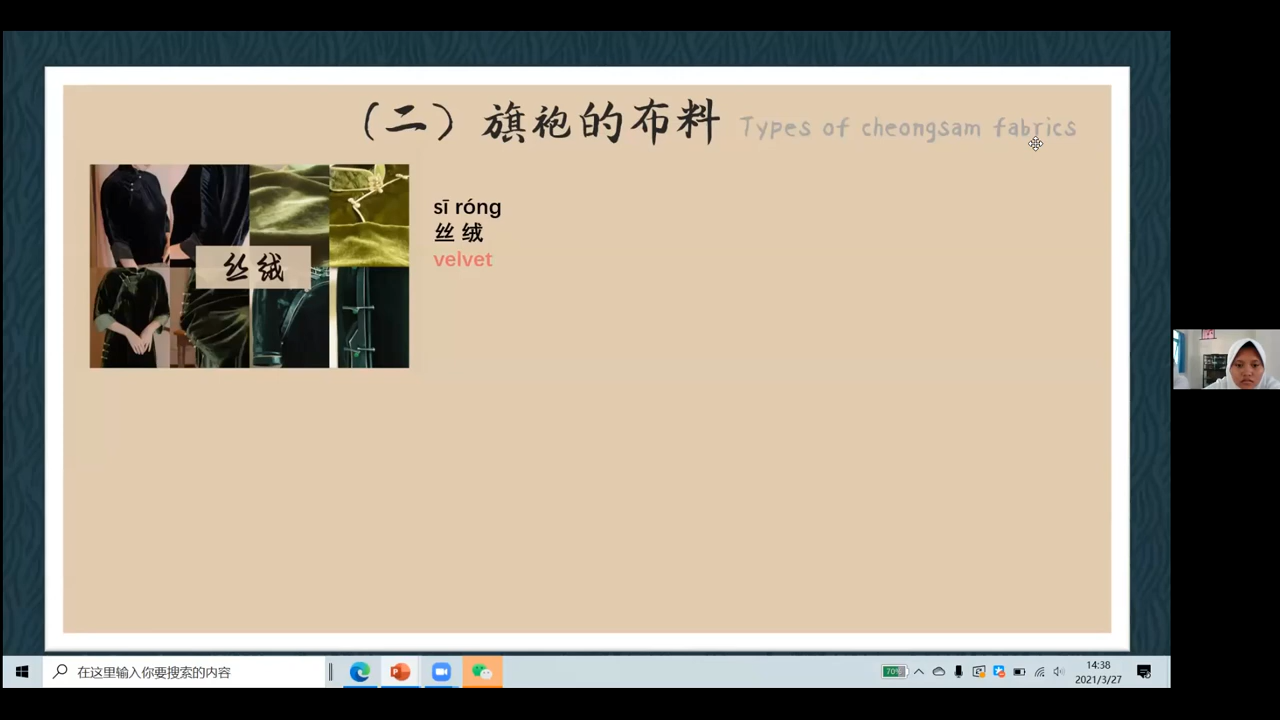 （二）旗袍的布料 Types of cheongsam fabrics
丝绒
sī róng
丝 绒
velvet
在这里输入你要搜索的内容
70%
14:38
2021/3/27